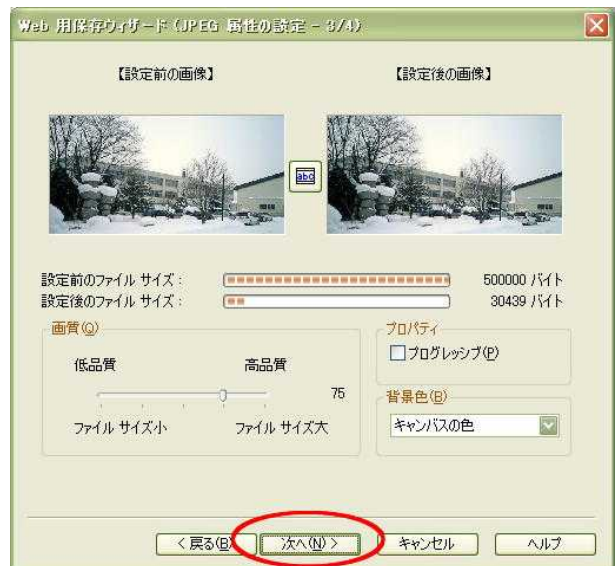 Web 用保存ウィザード (JPEG 属性の設定 - 3/4)
【設定前の画像】 【設定後の画像】
abc
設定前のファイル サイズ : 500000 バイト
設定後のファイル サイズ : 30439 バイト
画質(Q) プロパティ
プログレッシブ(P)
低品質 高品質
75
背景色(B)
ファイル サイズ小 ファイル サイズ大 キャンバスの色
< 戻る(B) 次へ(N) > キャンセル ヘルプ